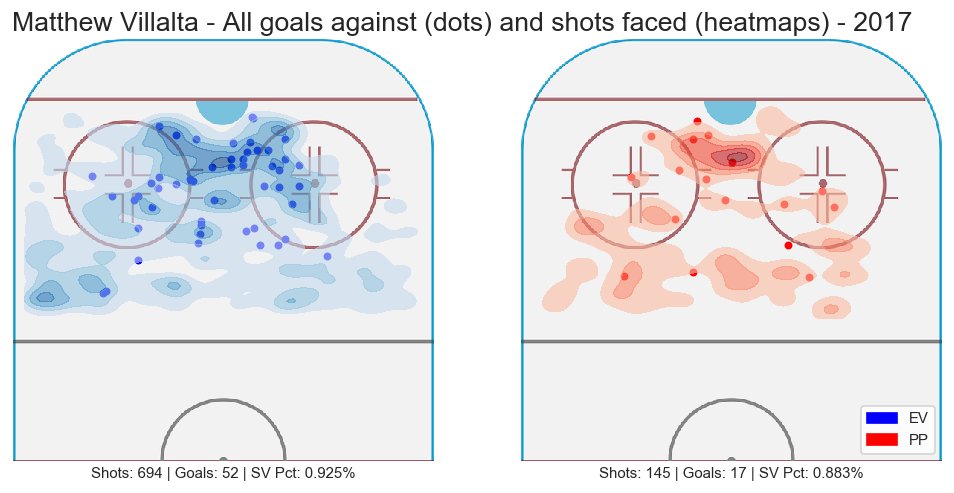 Matthew Villalta - All goals against (dots) and shots faced (heatmaps) - 2017
EV
PP
Shots: 694 | Goals: 52 | SV Pct: 0.925%
Shots: 145 | Goals: 17 | SV Pct: 0.883%